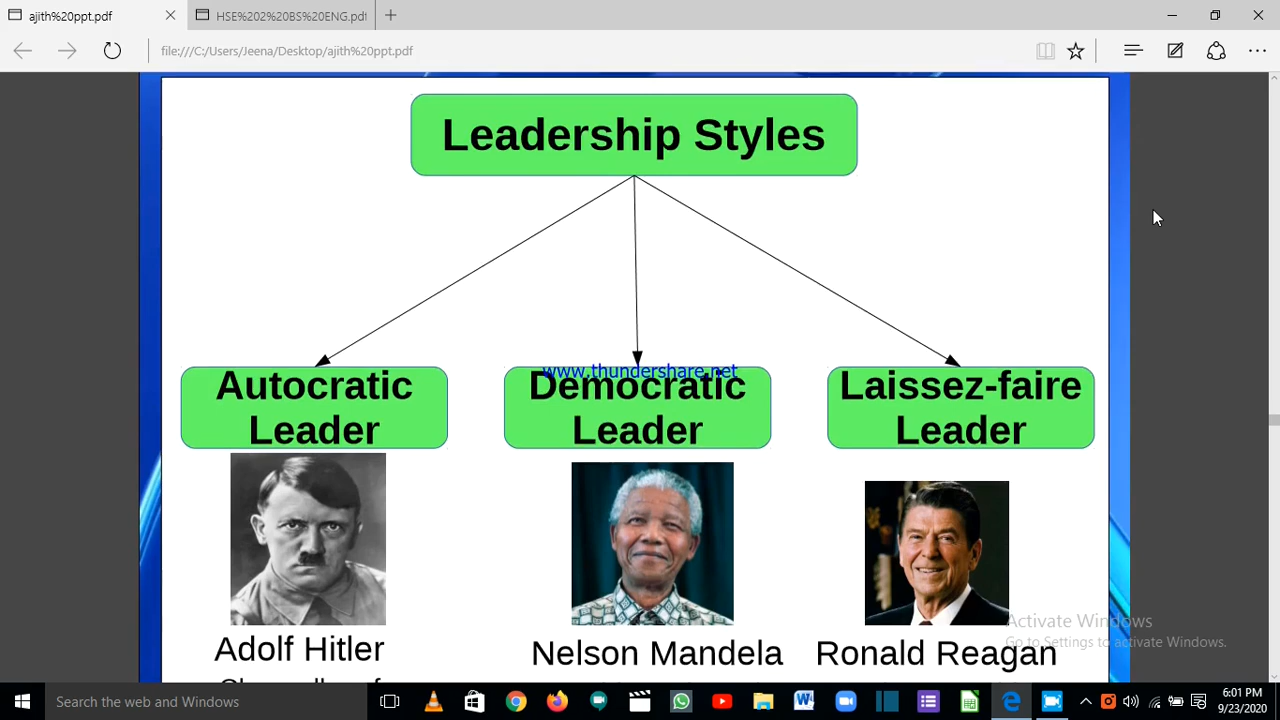 ajith%20ppt.pdf
HSE%202%20BS%20ENG.pdf
file:///C:/Users/Jeena/Desktop/ajith%20ppt.pdf
Leadership Styles
www.thundershare.net
Autocratic
Leader
Democratic
Leader
Laissez-faire
Leader
Adolf Hitler
Nelson Mandela
Ronald Reagan
Activate Windows
Go to Settings to activate Windows.
Search the web and Windows
6:01 PM
9/23/2020